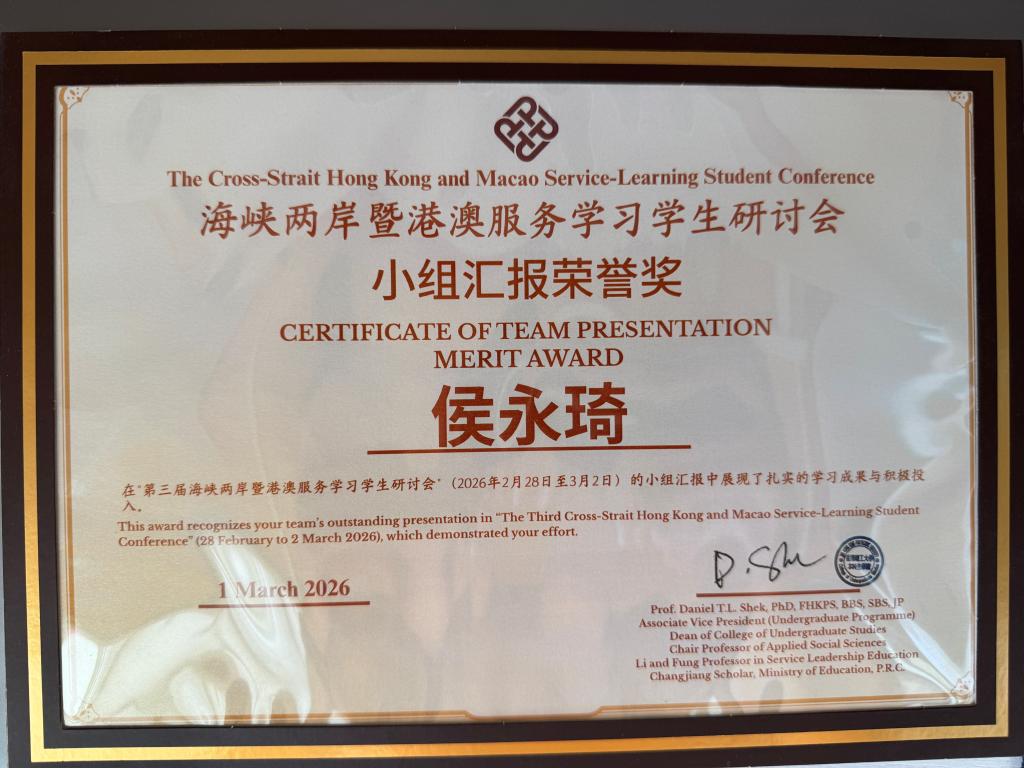 The Cross-Strait Hong Kong and Macao Service-Learning Student Conference
海峡两岸暨港澳服务学习学生研讨会
小组汇报荣誉奖
CERTIFICATE OF TEAM PRESENTATION
MERIT AWARD
侯永琦
在“第三届海峡两岸暨港澳服务学习学生研讨会”（2026年2月28日至3月2日）的小组汇报中展现了扎实的学习成果与积极投
入。
This award recognizes your team's outstanding presentation in "The Third Cross-Strait Hong Kong and Macao Service-Learning Student
Conference" (28 February to 2 March 2026), which demonstrated your effort.
1 March 2026
D. Shek
Prof. Daniel T.L. Shek, PhD, FHKPS, BBS, SBS, JP
Associate Vice President (Undergraduate Programme)
Dean of College of Undergraduate Studies
Chair Professor of Applied Social Sciences
Li and Fung Professor in Service Leadership Education
Changjiang Scholar, Ministry of Education, P.R.C.